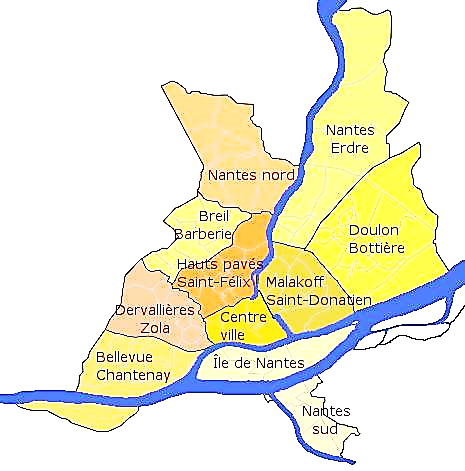 Nantes
Erdre
Nantes nord
Breil
Barberie
Doulon
Bottière
Hauts pavés
Saint-Félix
Malakoff
Saint-Donatien
Dervallières
Zola
Centre
ville
Bellevue
Chantenay
Île de Nantes
Nantes
sud